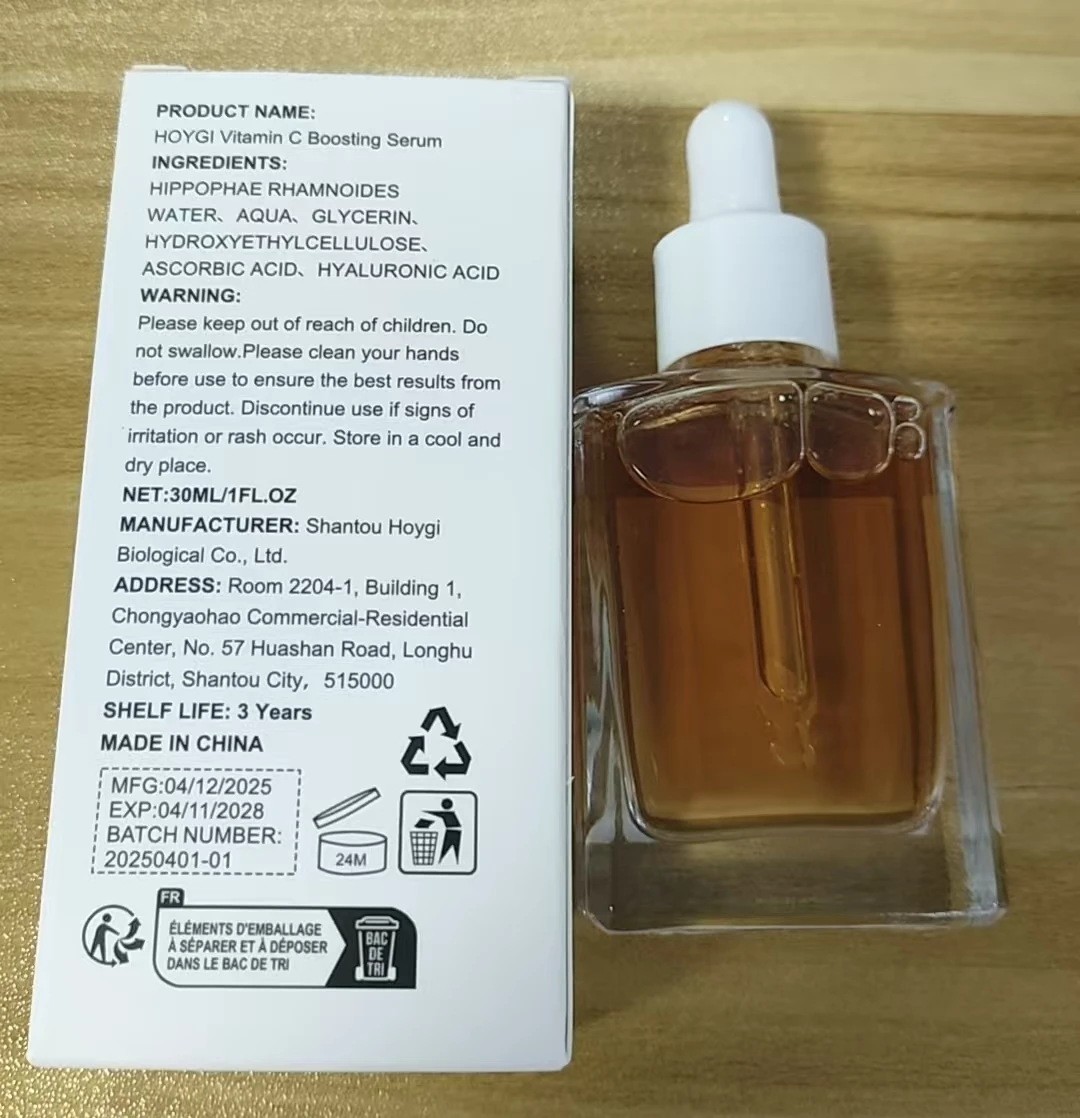 PRODUCT NAME:
HOYGI Vitamin C Boosting Serum
INGREDIENTS:
HIPPOPHAE RHAMNOIDES
WATER、AQUA、GLYCERIN、
HYDROXYETHYLCELLULOSE、
ASCORBIC ACID、HYALURONIC ACID
WARNING:
Please keep out of reach of children. Do
not swallow.Please clean your hands
before use to ensure the best results from
the product. Discontinue use if signs of
irritation or rash occur. Store in a cool and
dry place.
NET:30ML/1FL.OZ
MANUFACTURER: Shantou Hoygi
Biological Co., Ltd.
ADDRESS: Room 2204-1, Building 1,
Chongyaohao Commercial-Residential
Center, No. 57 Huashan Road, Longhu
District, Shantou City, 515000
SHELF LIFE: 3 Years
MADE IN CHINA
MFG:04/12/2025
EXP:04/11/2028
BATCH NUMBER:
20250401-01
24M
FR
ÉLÉMENTS D'EMBALLAGE
À SÉPARER ET À DÉPOSER
DANS LE BAC DE TRI
BAC
DE
TRI